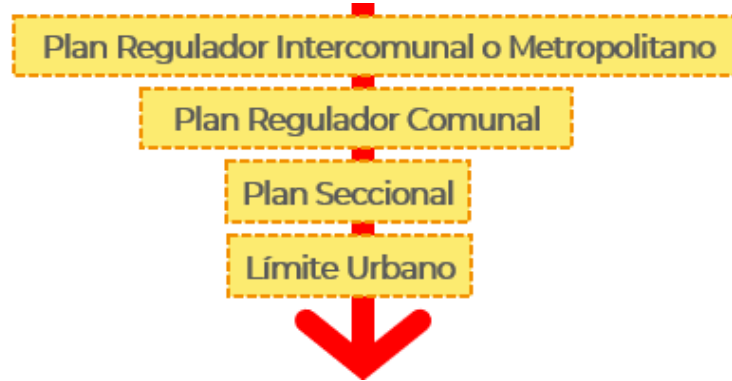 Plan Regulador Intercomunal o Metropolitano
Plan Regulador Comunal
Plan Seccional
Límite Urbano